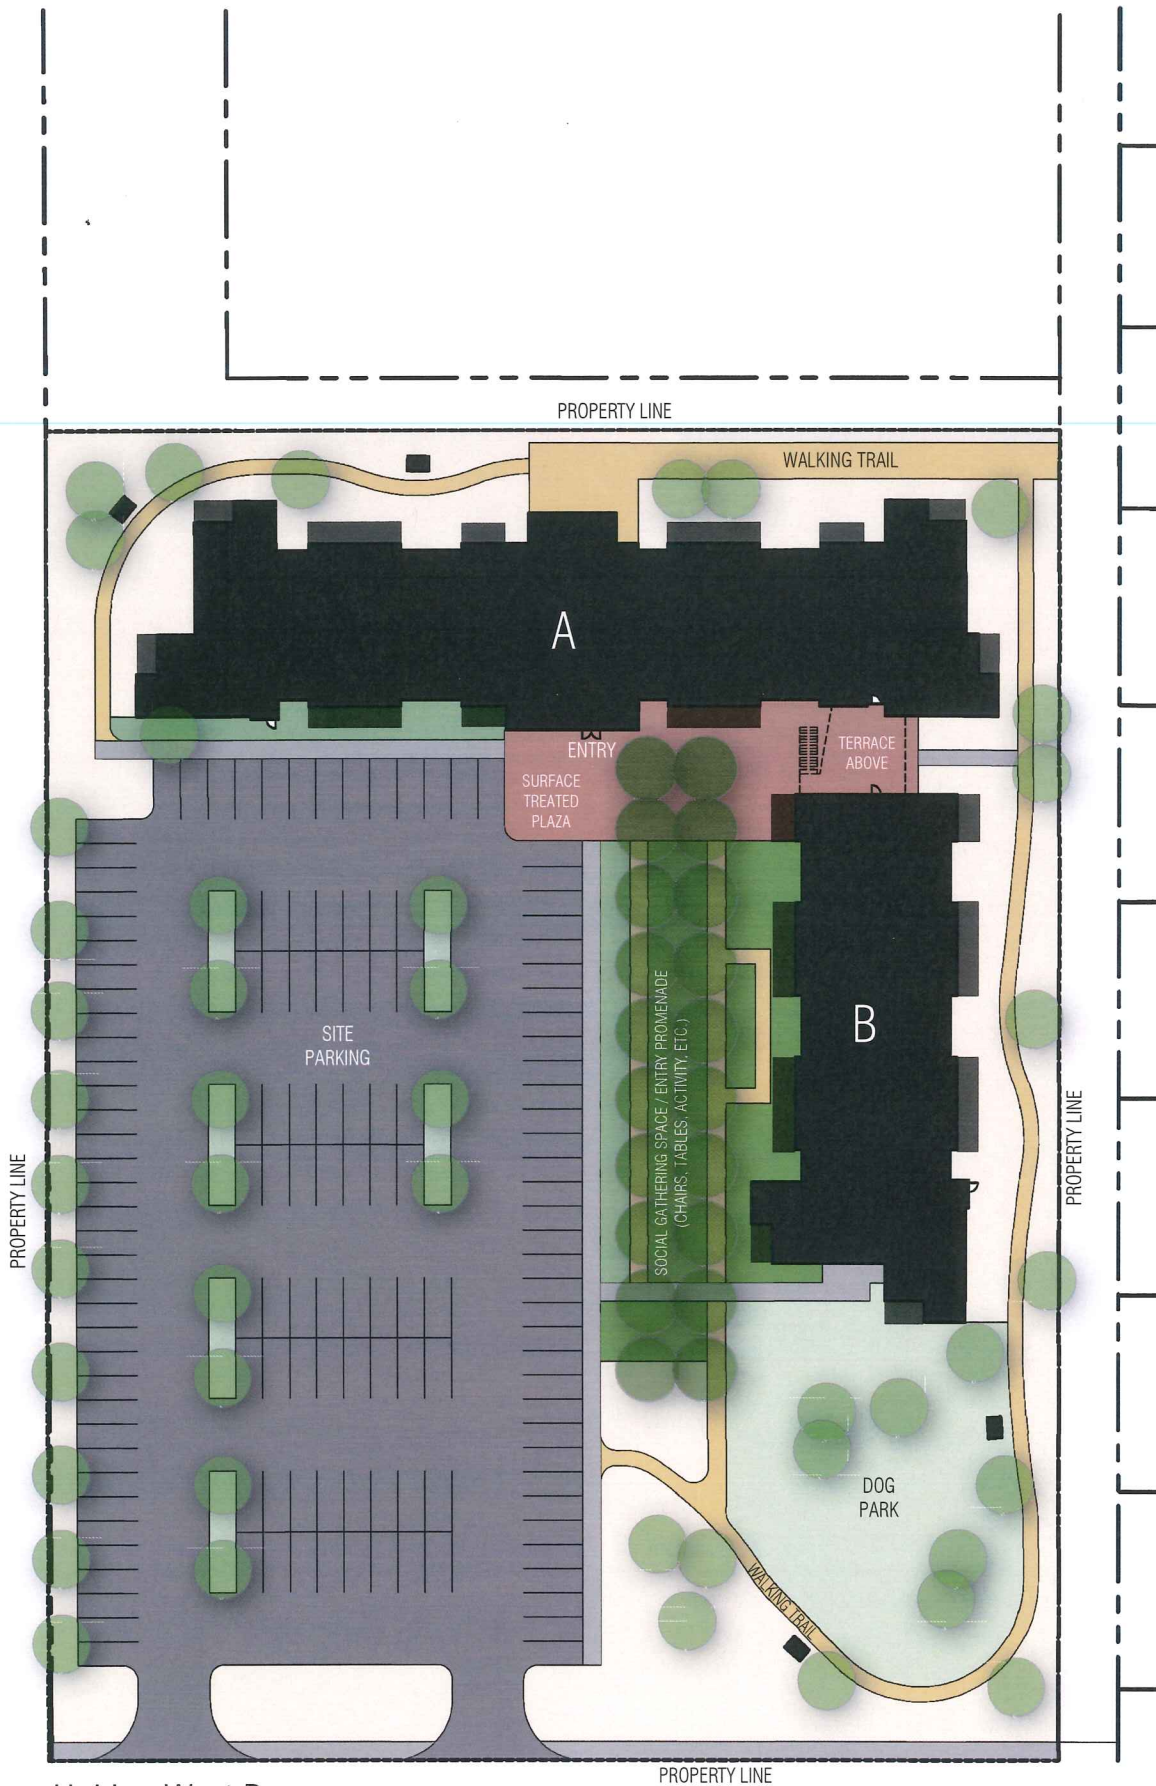 PROPERTY LINE
WALKING TRAIL
A
ENTRY
TERRACE
ABOVE
SURFACE
TREATED
PLAZA
SITE
PARKING
SOCIAL GATHERING SPACE / ENTRY PROMENADE
(CHAIRS, TABLES, ACTIVITY, ETC.)
B
PROPERTY LINE
PROPERTY LINE
DOG
PARK
WALKING TRAIL
PROPERTY LINE